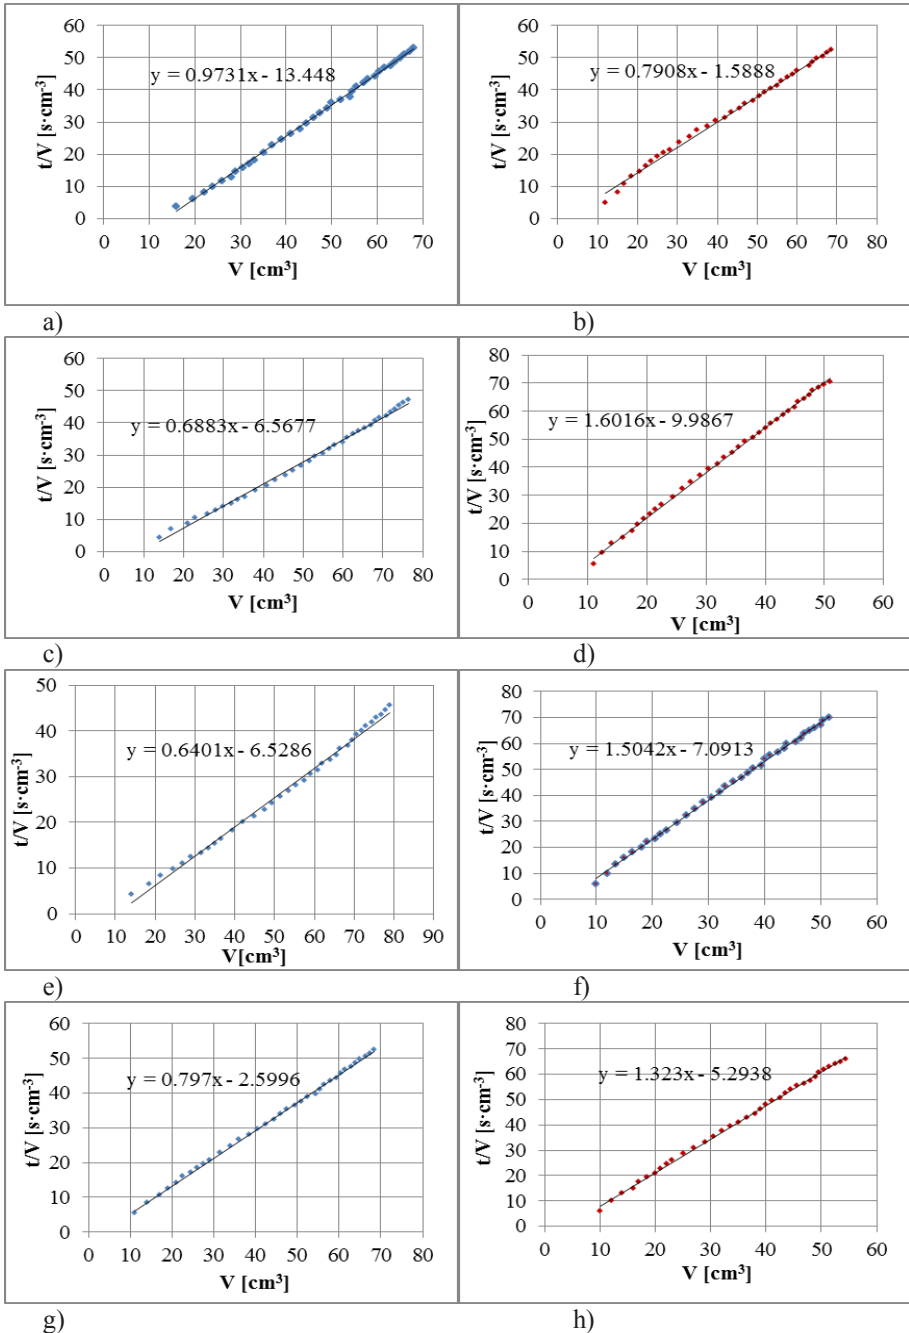 60
50
40
30
20
10
0
t/V [s·cm⁻³]
y = 0.9731x - 13.448
0 10 20 30 40 50 60 70
V [cm³]
a)
60
50
40
30
20
10
0
t/V [s·cm⁻³]
y = 0.7908x - 1.5888
0 10 20 30 40 50 60 70 80
V [cm³]
b)
60
50
40
30
20
10
0
t/V [s·cm⁻³]
y = 0.6883x - 6.5677
0 10 20 30 40 50 60 70 80
V [cm³]
c)
80
70
60
50
40
30
20
10
0
t/V [s·cm⁻³]
y = 1.6016x - 9.9867
0 10 20 30 40 50 60
V [cm³]
d)
50
40
30
20
10
0
t/V [s·cm⁻³]
y = 0.6401x - 6.5286
0 10 20 30 40 50 60 70 80 90
V[cm³]
e)
80
70
60
50
40
30
20
10
0
t/V [s·cm⁻³]
y = 1.5042x - 7.0913
0 10 20 30 40 50 60
V [cm³]
f)
60
50
40
30
20
10
0
t/V [s·cm⁻³]
y = 0.797x - 2.5996
0 10 20 30 40 50 60 70 80
V [cm³]
g)
80
70
60
50
40
30
20
10
0
t/V [s·cm⁻³]
y = 1.323x - 5.2938
0 10 20 30 40 50 60
V [cm³]
h)